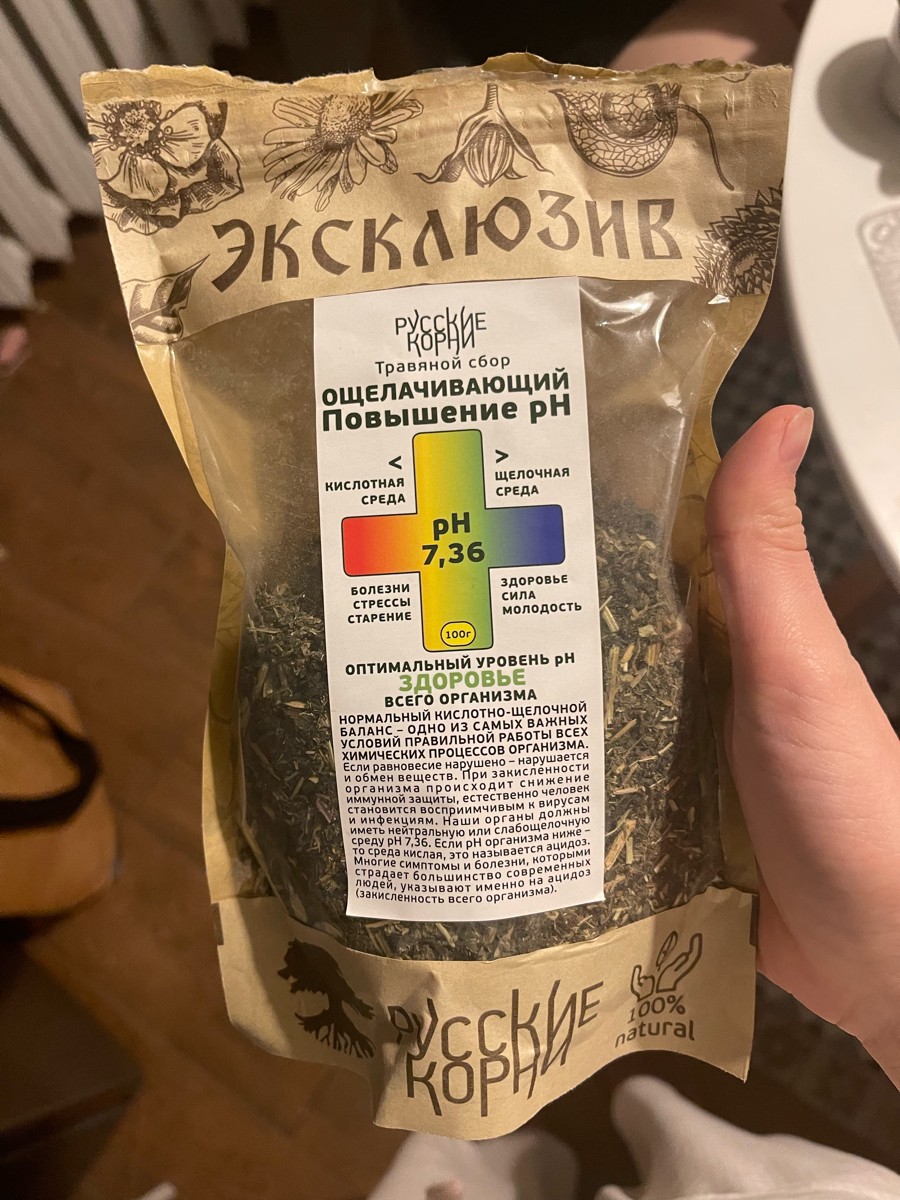 ЭКСКЛЮЗИВ
РУССКИЕ
КОРНИ
Травяной сбор
ОЩЕЛАЧИВАЮЩИЙ
Повышение pH
<
КИСЛОТНАЯ
СРЕДА
>
ЩЕЛОЧНАЯ
СРЕДА
pH
7,36
БОЛЕЗНИ
СТРЕССЫ
СТАРЕНИЕ
ЗДОРОВЬЕ
СИЛА
МОЛОДОСТЬ
100г
ОПТИМАЛЬНЫЙ УРОВЕНЬ pH
ЗДОРОВЬЕ
ВСЕГО ОРГАНИЗМА
НОРМАЛЬНЫЙ КИСЛОТНО-ЩЕЛОЧНОЙ
БАЛАНС – ОДНО ИЗ САМЫХ ВАЖНЫХ
УСЛОВИЙ ПРАВИЛЬНОЙ РАБОТЫ ВСЕХ
ХИМИЧЕСКИХ ПРОЦЕССОВ ОРГАНИЗМА.
Если равновесие нарушено – нарушается
и обмен веществ. При закисленности
организма происходит снижение
иммунной защиты, естественно человек
становится восприимчивым к вирусам
и инфекциям. Наши органы должны
иметь нейтральную или слабощелочную
среду pH 7,36. Если pH организма ниже –
то среда кислая, это называется ацидоз.
Многие симптомы и болезни, которыми
страдает большинство современных
людей, указывают именно на ацидоз
(закисленность всего организма).
РУССКИЕ
КОРНИ
100%
natural